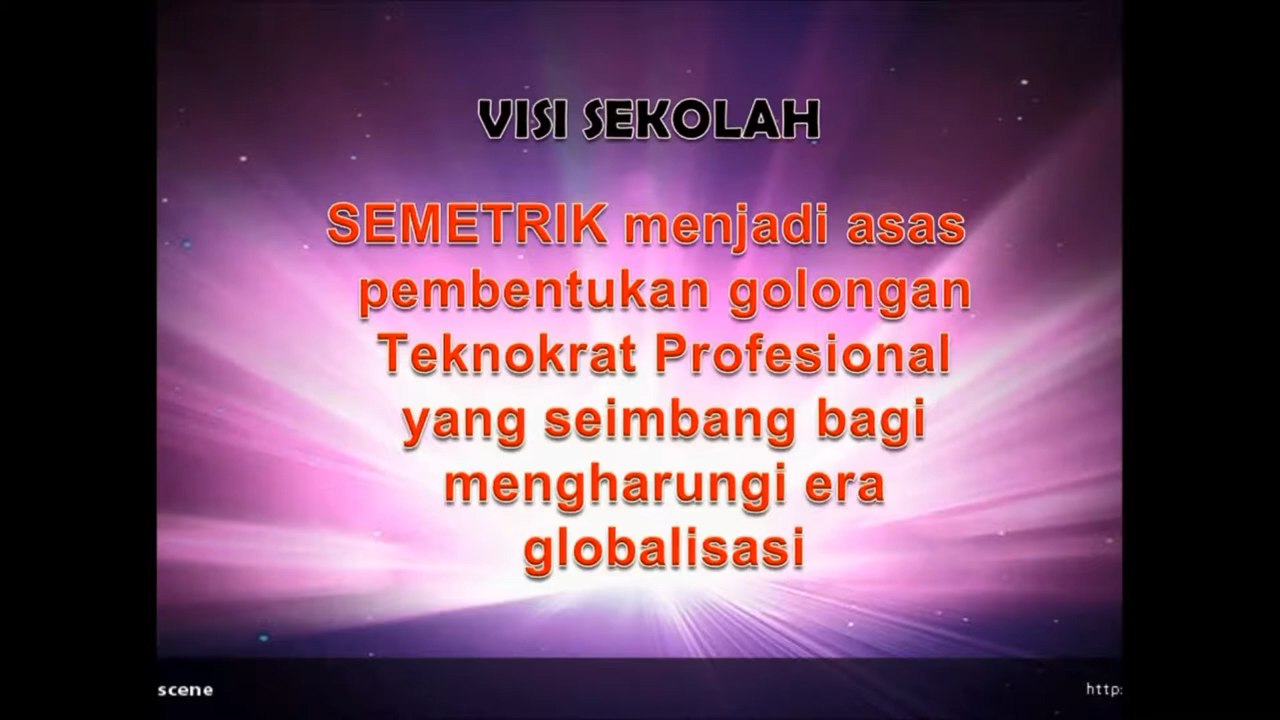 VISI SEKOLAH
SEMETRIK menjadi asas
pembentukan golongan
Teknokrat Profesional
yang seimbang bagi
mengharungi era
globalisasi
scene
http: